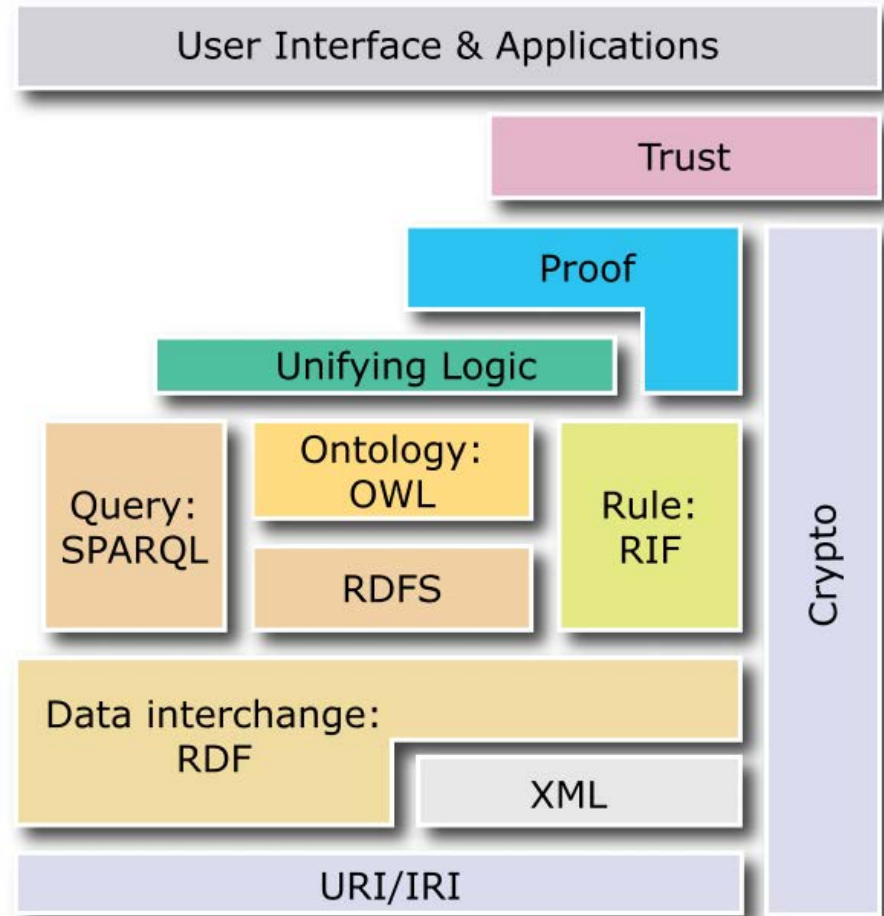 User Interface & Applications
Trust
Proof
Unifying Logic
Query:
SPARQL
Ontology:
OWL
RDFS
Rule:
RIF
Crypto
Data interchange:
RDF
XML
URI/IRI